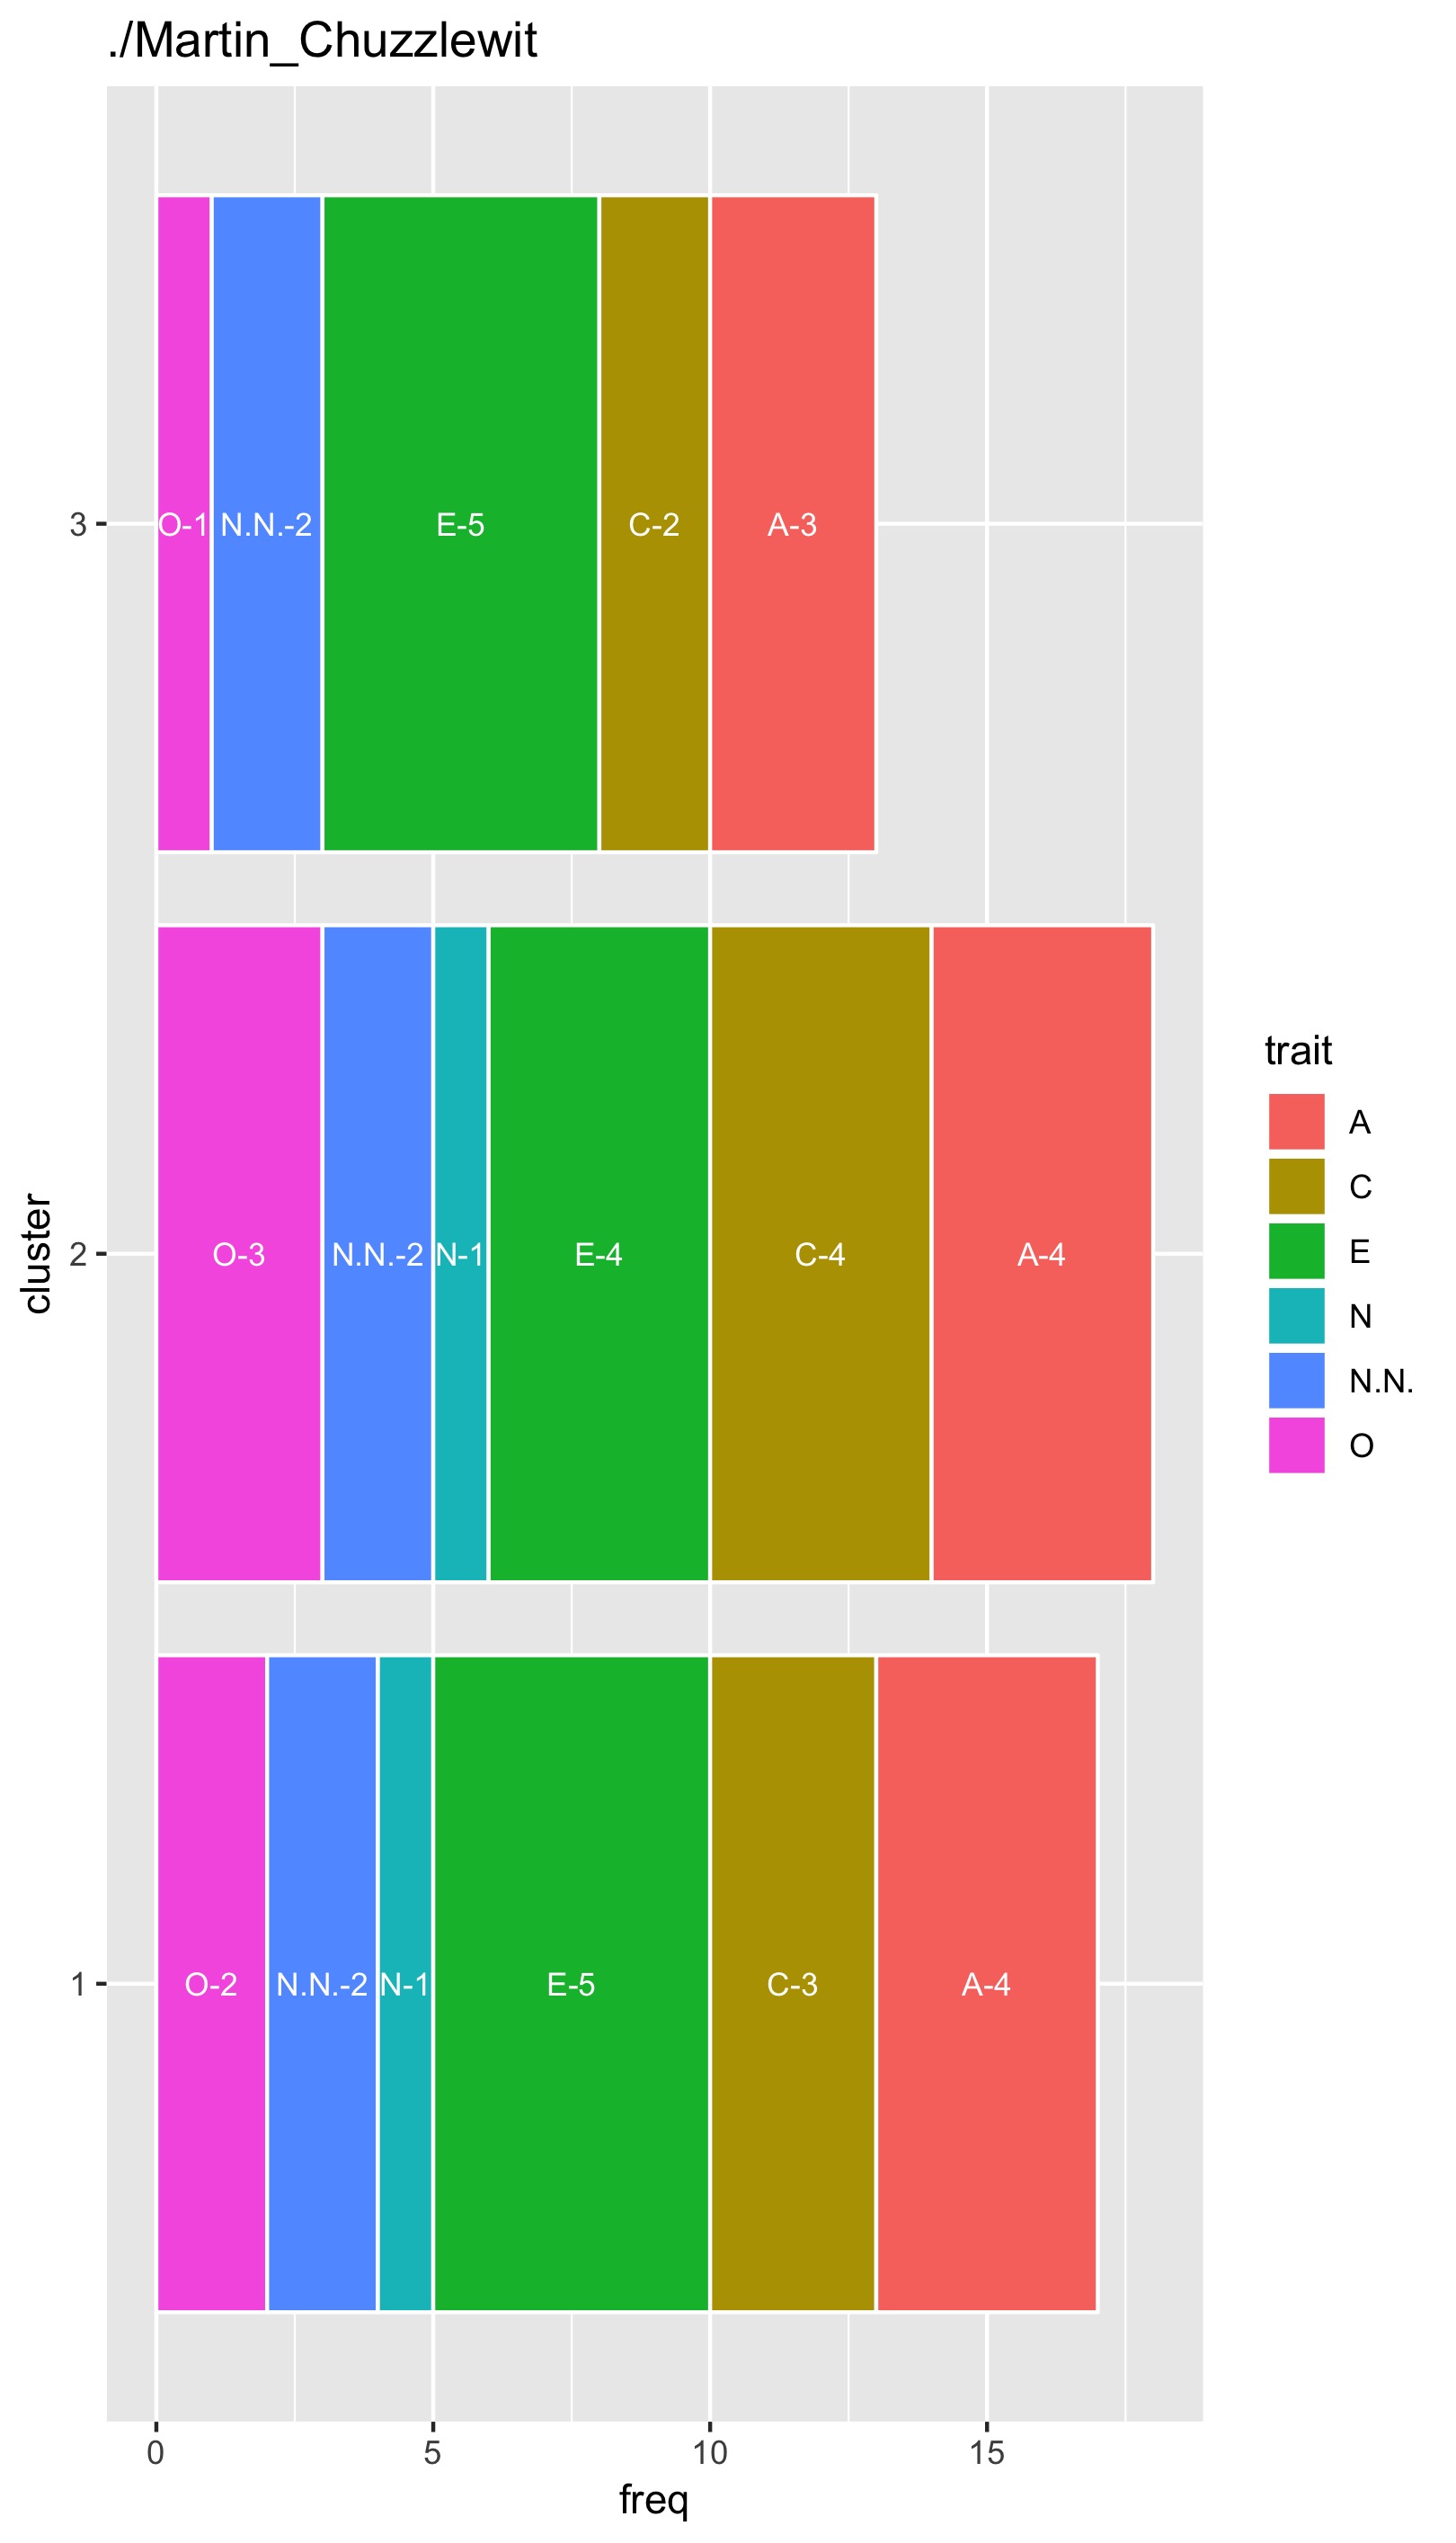 ./Martin_Chuzzlewit
3
O-1 N.N.-2 E-5 C-2 A-3
cluster
2
O-3 N.N.-2 N-1 E-4 C-4 A-4
1
O-2 N.N.-2 N-1 E-5 C-3 A-4
0 5 10 15
freq
trait
A
C
E
N
N.N.
O